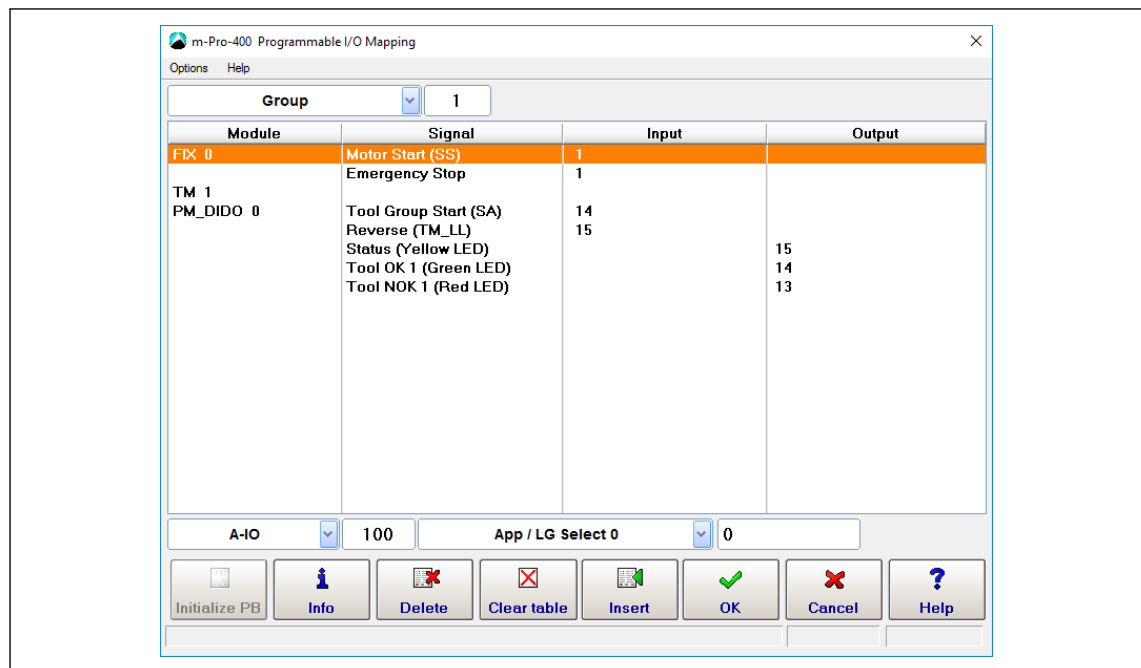 m-Pro-400 Programmable I/O Mapping
Options Help
Group 1
Module Signal Input Output
FIX 0 Motor Start (SS) 1
Emergency Stop 1
TM 1
PM_DIDO 0 Tool Group Start (SA) 14
Reverse (TM_LL) 15
Status (Yellow LED) 15
Tool OK 1 (Green LED) 14
Tool NOK 1 (Red LED) 13
A-IO 100 App / LG Select 0 0
Initialize PB Info Delete Clear table Insert OK Cancel Help